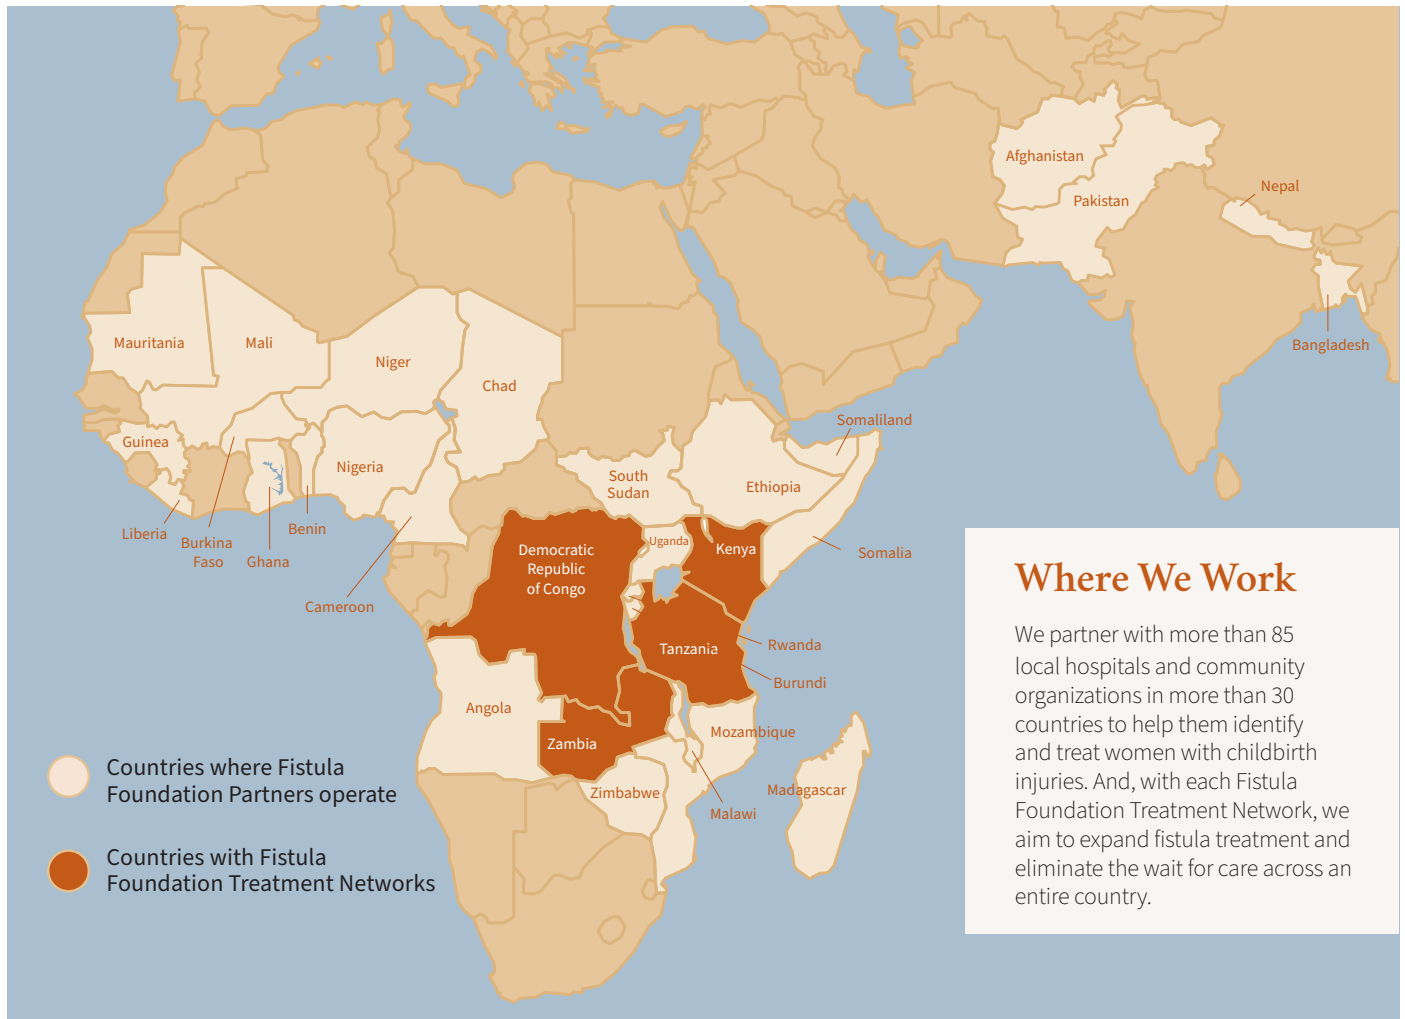 Afghanistan
Nepal
Pakistan
Mauritania
Mali
Niger
Chad
Bangladesh
Somaliland
Guinea
Nigeria
South
Sudan
Ethiopia
Liberia
Burkina
Faso
Ghana
Benin
Uganda
Kenya
Somalia
Democratic
Republic
of Congo
Cameroon
Tanzania
Rwanda
Burundi
Angola
Zambia
Mozambique
Zimbabwe
Malawi
Madagascar
Countries where Fistula
Foundation Partners operate
Countries with Fistula
Foundation Treatment Networks
Where We Work
We partner with more than 85
local hospitals and community
organizations in more than 30
countries to help them identify
and treat women with childbirth
injuries. And, with each Fistula
Foundation Treatment Network, we
aim to expand fistula treatment and
eliminate the wait for care across an
entire country.